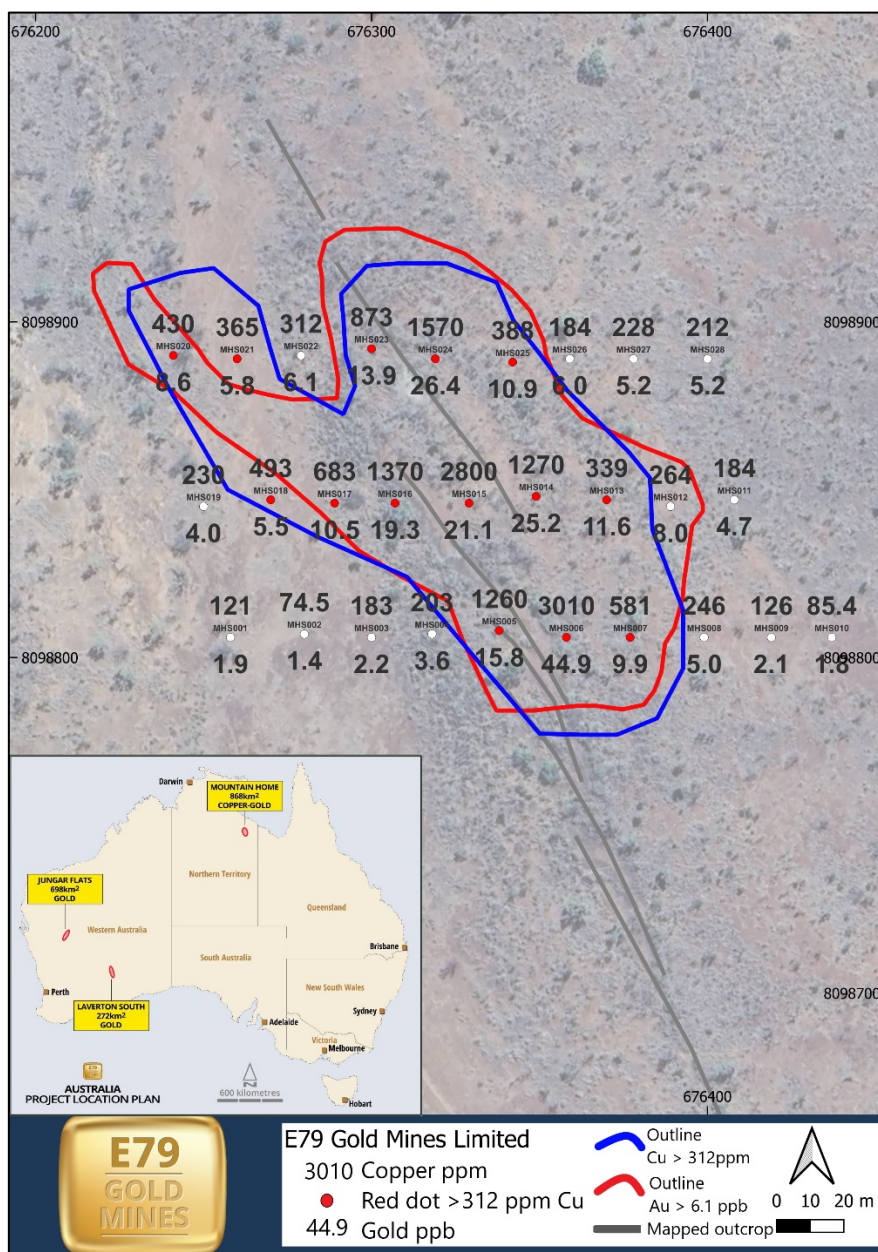 676200
676300
676400
8098900
8098900
430
MHS020
8.6
365
MHS021
5.8
312
MHS022
6.1
873
MHS023
13.9
1570
MHS024
26.4
388
MHS025
10.9
184
MHS026
6.0
228
MHS027
5.2
212
MHS028
5.2
230
MHS019
4.0
493
MHS018
5.5
683
MHS017
10.5
1370
MHS016
19.3
2800
MHS015
21.1
1270
MHS014
25.2
339
MHS013
11.6
264
MHS012
8.0
184
MHS011
4.7
121
MHS001
1.9
74.5
MHS002
1.4
183
MHS003
2.2
203
3.6
1260
MHS005
15.8
3010
MHS006
44.9
581
MHS007
9.9
246
MHS008
5.0
126
MHS009
2.1
85.4
MHS010
1.8
8098800
8098800
8098700
676400
Darwin
MOUNTAIN HOME
868km²
COPPER-GOLD
JUNGAR FLATS
698km²
GOLD
Northern Territory
Queensland
Western Australia
Brisbane
South Australia
New South Wales
Perth
LAVERTON SOUTH
272km²
GOLD
Sydney
Adelaide
Victoria
Melbourne
Hobart
E79
AUSTRALIA
PROJECT LOCATION PLAN
N
600 kilometres
E79
GOLD
MINES
E79 Gold Mines Limited
3010 Copper ppm
Red dot >312 ppm Cu
44.9 Gold ppb
Outline
Cu > 312ppm
Outline
Au > 6.1 ppb
Mapped outcrop
0 10 20 m